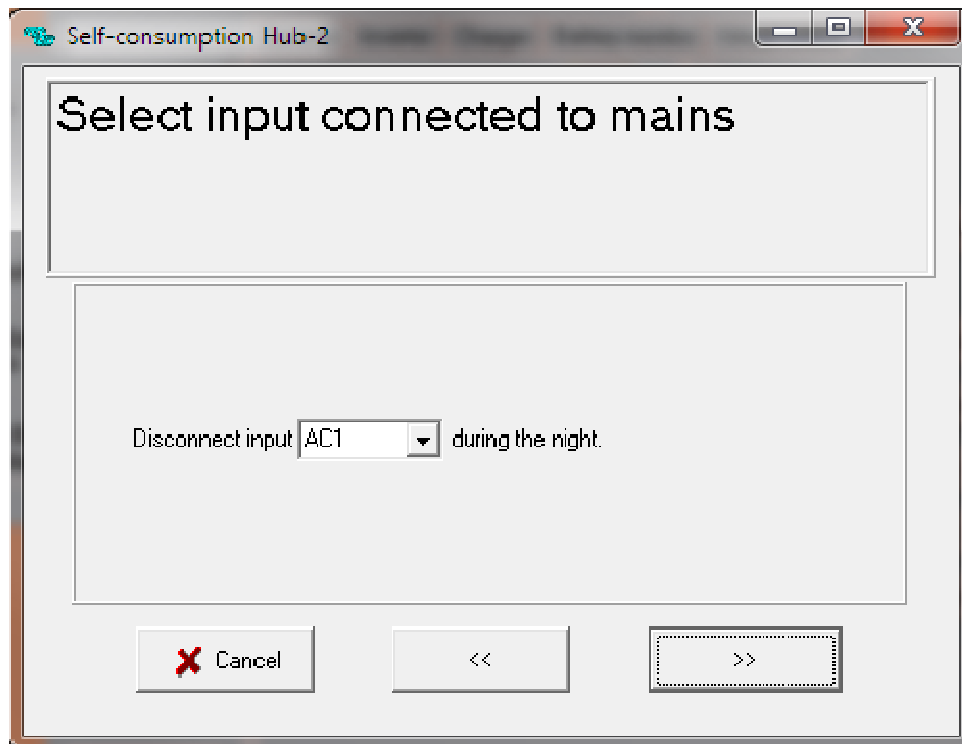 Self-consumption Hub-2
X
Select input connected to mains
Disconnect input AC1 during the night.
Cancel
<<
>>